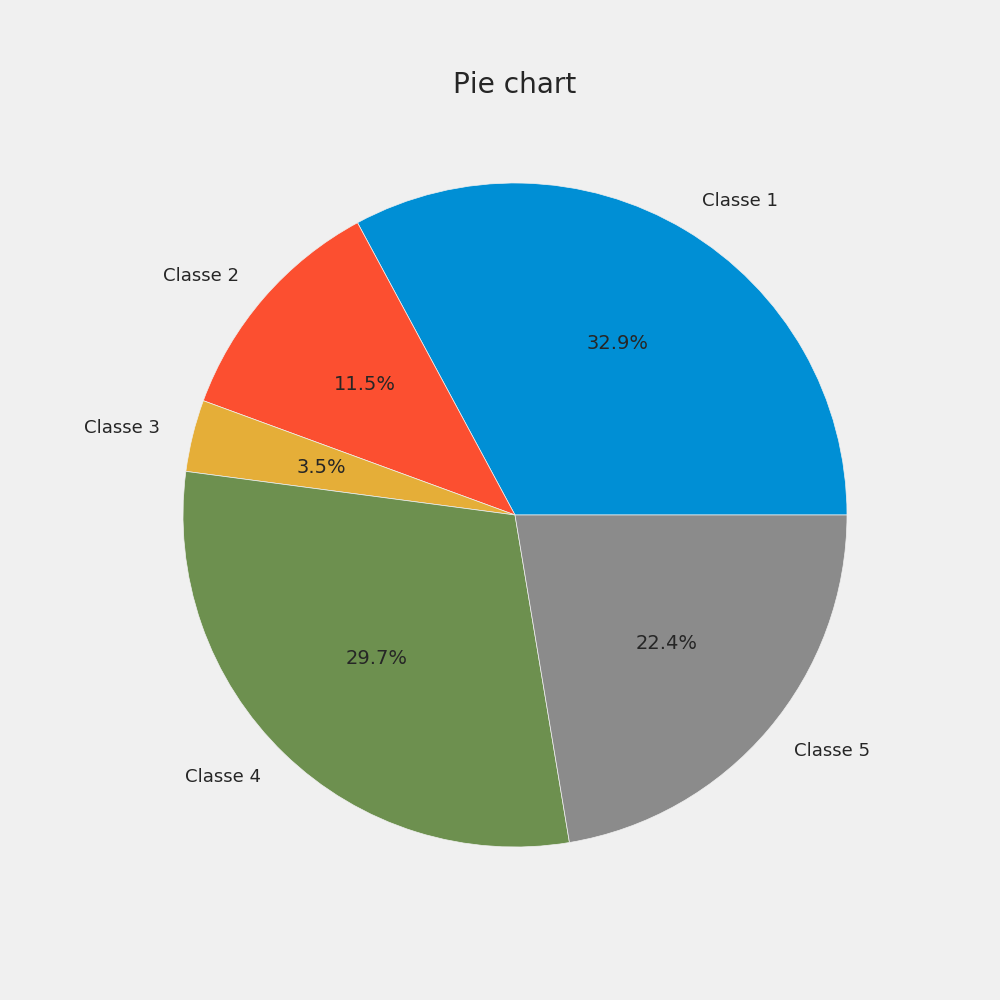 Pie chart
Classe 1
Classe 2
32.9%
11.5%
Classe 3
3.5%
22.4%
29.7%
Classe 5
Classe 4